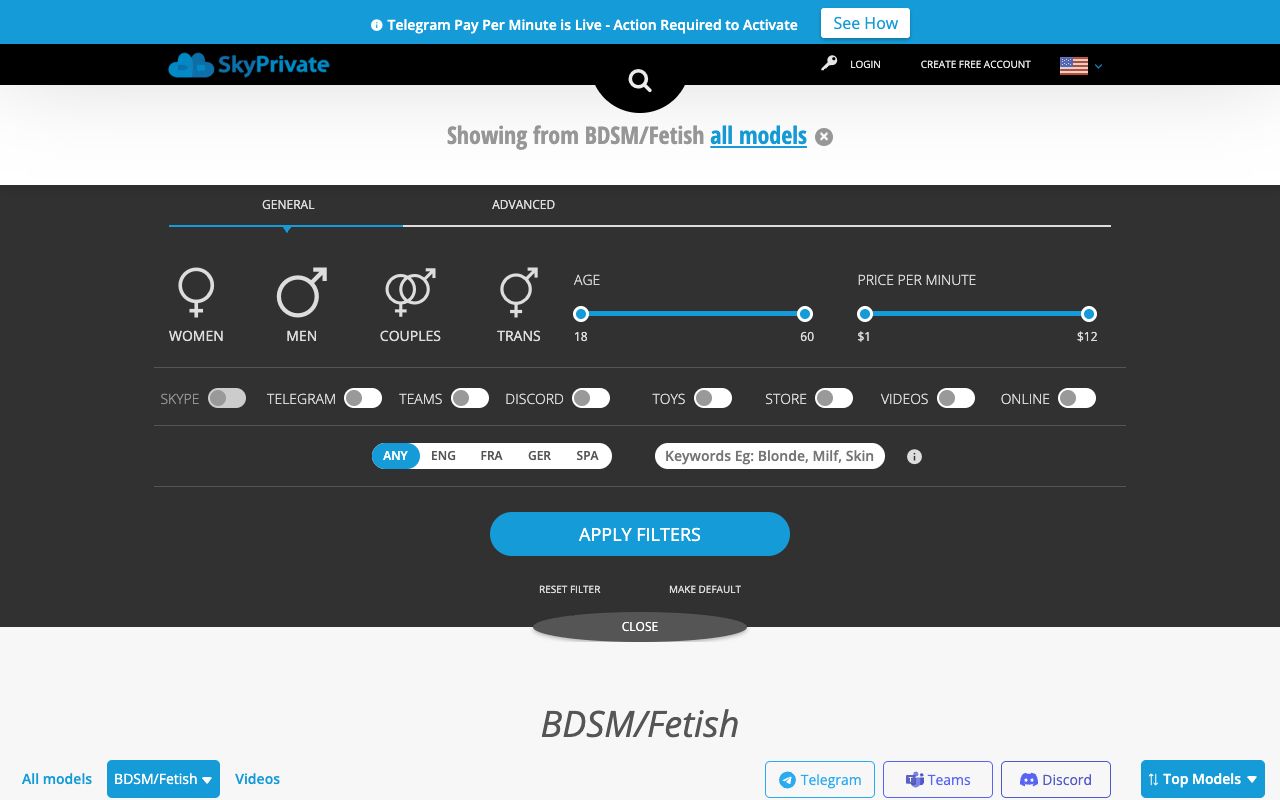 Telegram Pay Per Minute is Live - Action Required to Activate See How
SkyPrivate LOGIN CREATE FREE ACCOUNT
Showing from BDSM/Fetish all models
GENERAL ADVANCED
AGE PRICE PER MINUTE
WOMEN MEN COUPLES TRANS 18 60 $1 $12
SKYPE TELEGRAM TEAMS DISCORD TOYS STORE VIDEOS ONLINE
ANY ENG FRA GER SPA Keywords Eg: Blonde, Milf, Skin
APPLY FILTERS
RESET FILTER MAKE DEFAULT
CLOSE
BDSM/Fetish
All models BDSM/Fetish Videos Telegram Teams Discord Top Models